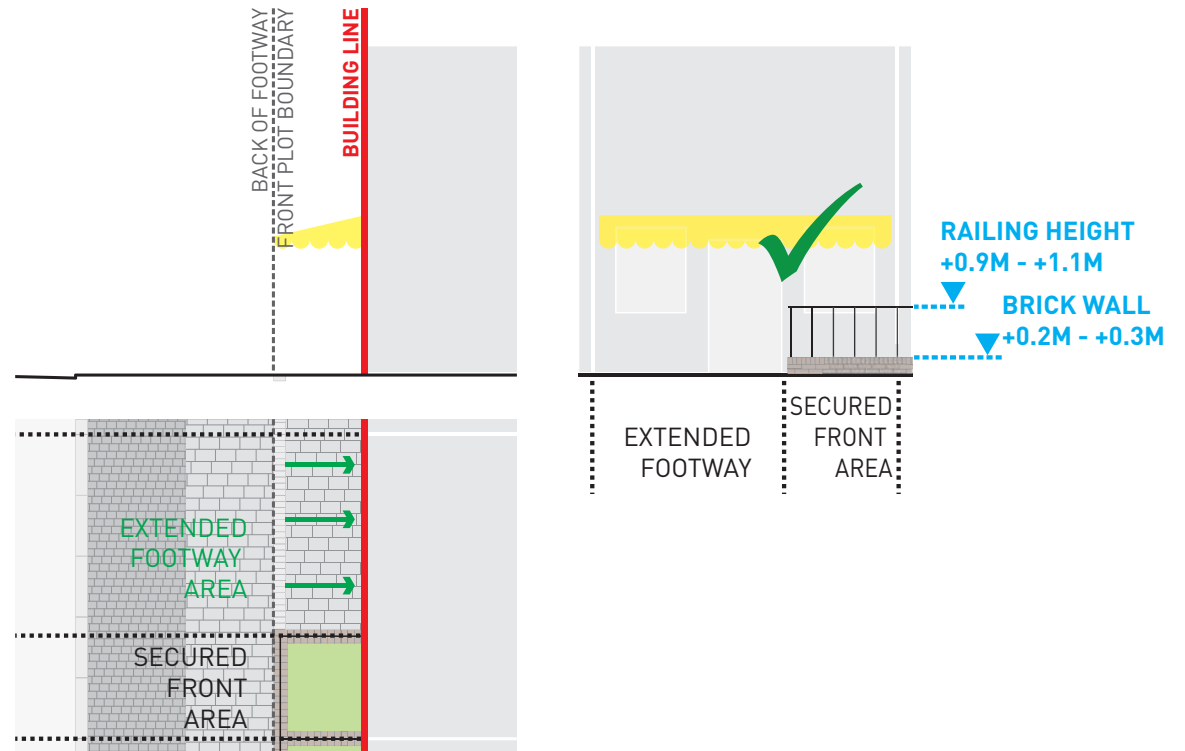 BACK OF FOOTWAY
FRONT PLOT BOUNDARY
BUILDING LINE
RAILING HEIGHT
+0.9M - +1.1M
BRICK WALL
+0.2M - +0.3M
EXTENDED
FOOTWAY
SECURED
FRONT
AREA
EXTENDED
FOOTWAY
AREA
SECURED
FRONT
AREA